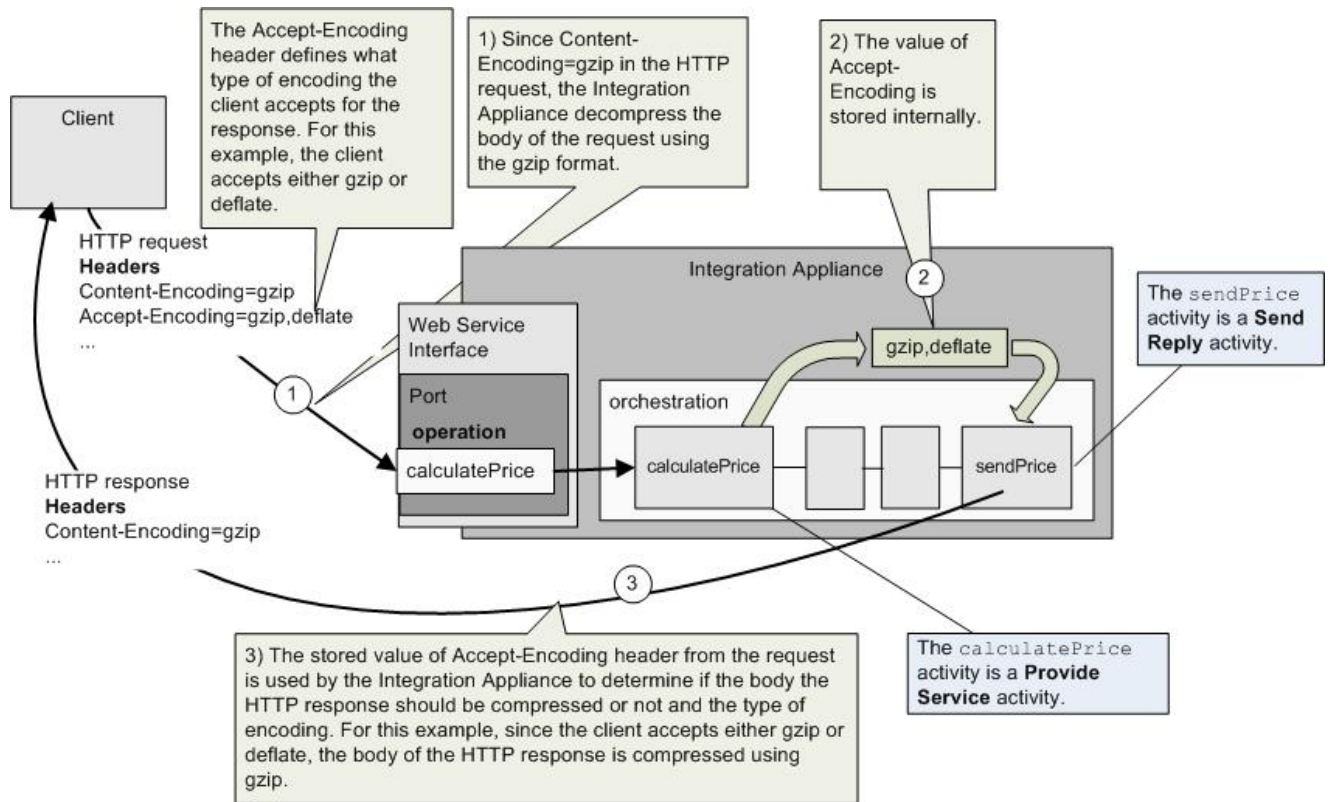 The Accept-Encoding
header defines what
type of encoding the
client accepts for the
response. For this
example, the client
accepts either gzip or
deflate.
1) Since Content-
Encoding=gzip in the HTTP
request, the Integration
Appliance decompress the
body of the request using
the gzip format.
2) The value of
Accept-
Encoding is
stored internally.
Client
HTTP request
Headers
Content-Encoding=gzip
Accept-Encoding=gzip,deflate
...
Integration Appliance
2
Web Service
Interface
gzip,deflate
The sendPrice
activity is a Send
Reply activity.
1
Port
operation
calculatePrice
orchestration
calculatePrice
sendPrice
HTTP response
Headers
Content-Encoding=gzip
...
3
3) The stored value of Accept-Encoding header from the request
is used by the Integration Appliance to determine if the body the
HTTP response should be compressed or not and the type of
encoding. For this example, since the client accepts either gzip or
deflate, the body of the HTTP response is compressed using
gzip.
The calculatePrice
activity is a Provide
Service activity.